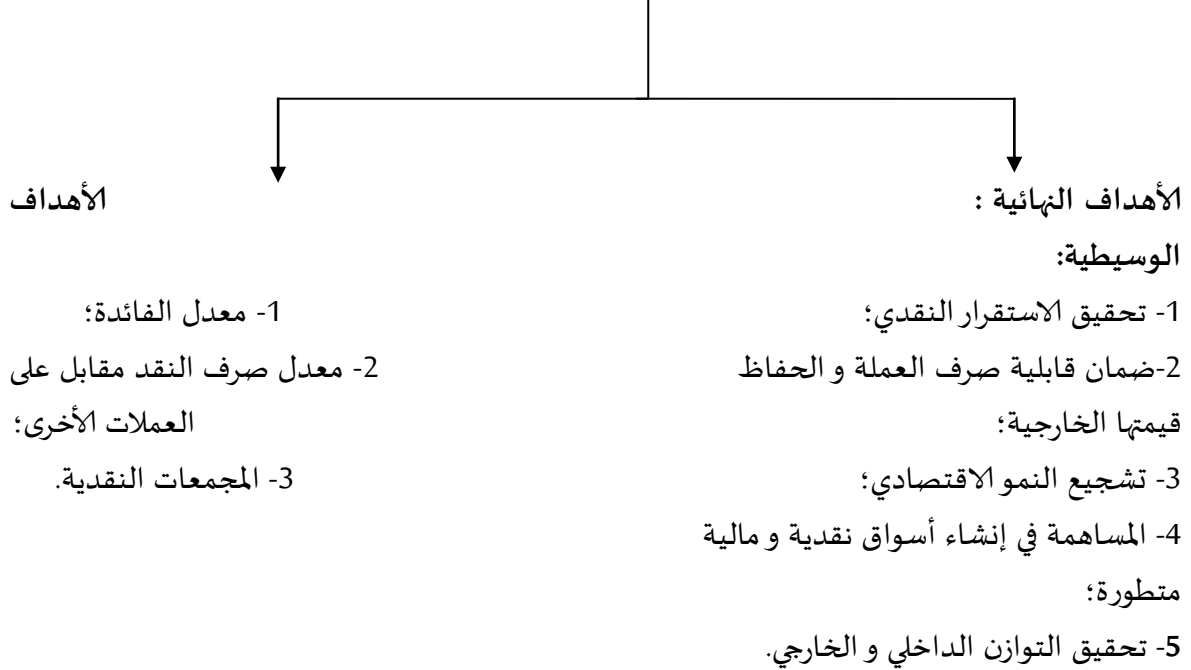 الأهداف النهائية : الأهداف
الوسيطية:
1- تحقيق الاستقرار النقدي؛ 1- معدل الفائدة؛
2-ضمان قابلية صرف العملة و الحفاظ 2- معدل صرف النقد مقابل على
قيمتها الخارجية؛ العملات الأخرى؛
3- تشجيع النمو الاقتصادي؛ 3- المجمعات النقدية.
4- المساهمة في إنشاء أسواق نقدية و مالية
متطورة؛
5- تحقيق التوازن الداخلي و الخارجي.